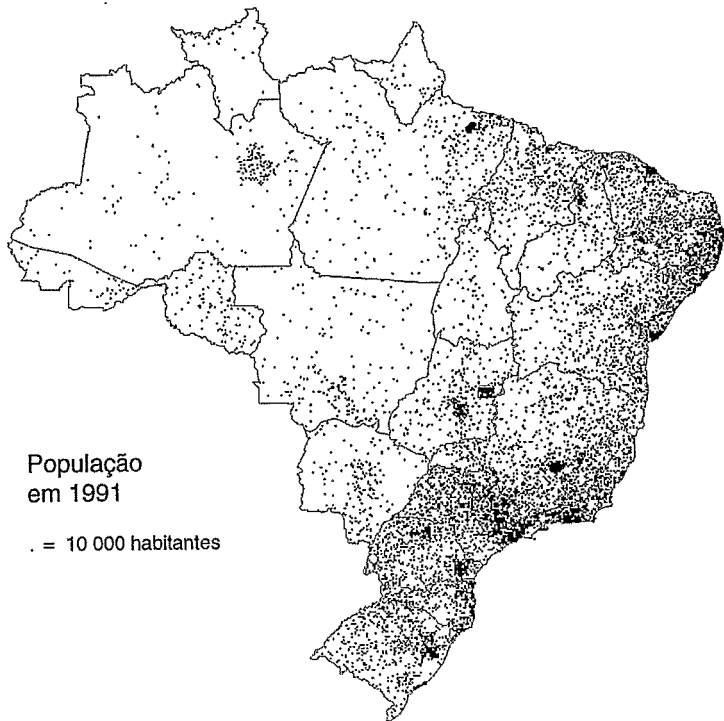 População
em 1991
. = 10 000 habitantes